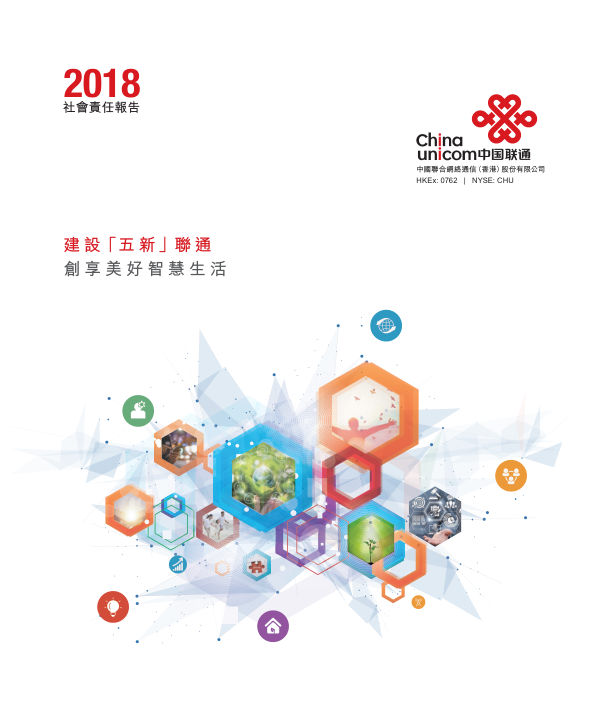 2018
社會責任報告
China
unicom中国联通
中國聯合網絡通信（香港）股份有限公司
HKEx: 0762 | NYSE: CHU
建設「五新」聯通
創享美好智慧生活